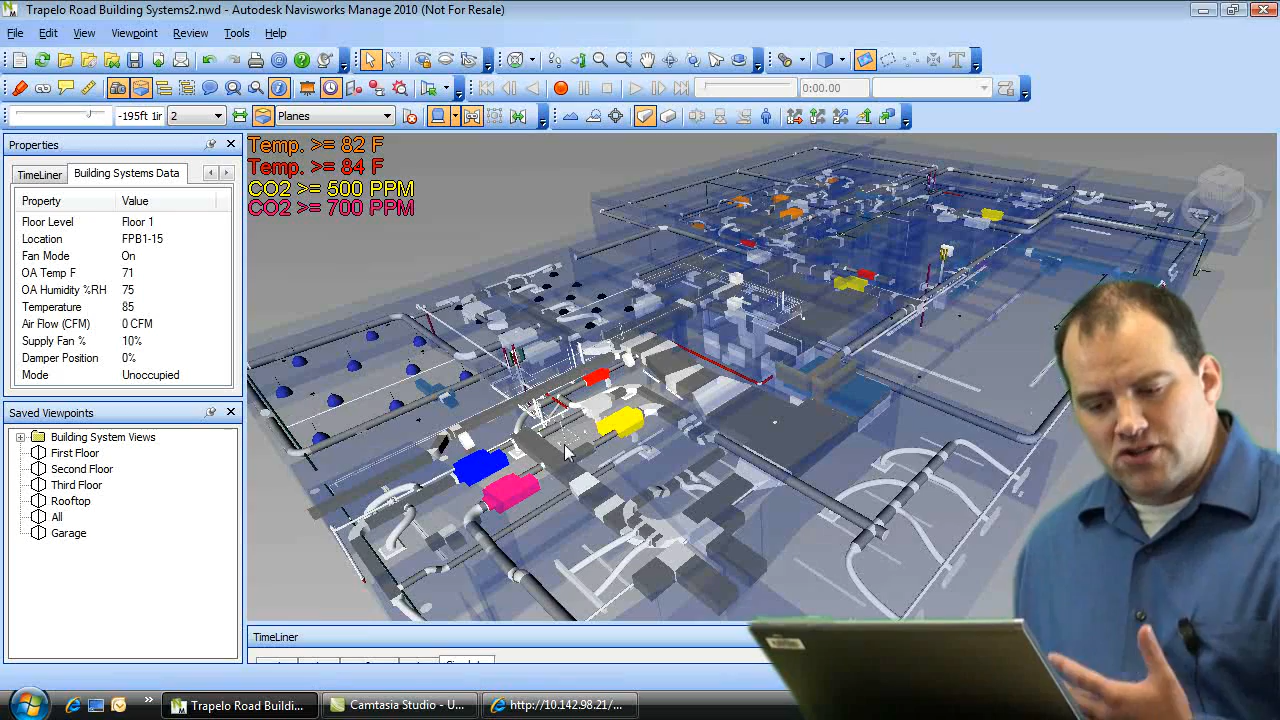 Trapelo Road Building Systems2.nwd - Autodesk Navisworks Manage 2010 (Not For Resale)
File Edit View Viewpoint Review Tools Help
0:00.00
-195ft 1in 2 Planes
Properties
TimeLiner Building Systems Data
Property Value
Floor Level Floor 1
Location FPB1-15
Fan Mode On
OA Temp F 71
OA Humidity %RH 75
Temperature 85
Air Flow (CFM) 0 CFM
Supply Fan % 10%
Damper Position 0%
Mode Unoccupied
Saved Viewpoints
Building System Views
First Floor
Second Floor
Third Floor
Rooftop
All
Garage
Temp. >= 82 F
Temp. >= 84 F
CO2 >= 500 PPM
CO2 >= 700 PPM
TimeLiner
Trapelo Road Buildi... Camtasia Studio - U... http://10.142.98.21/...